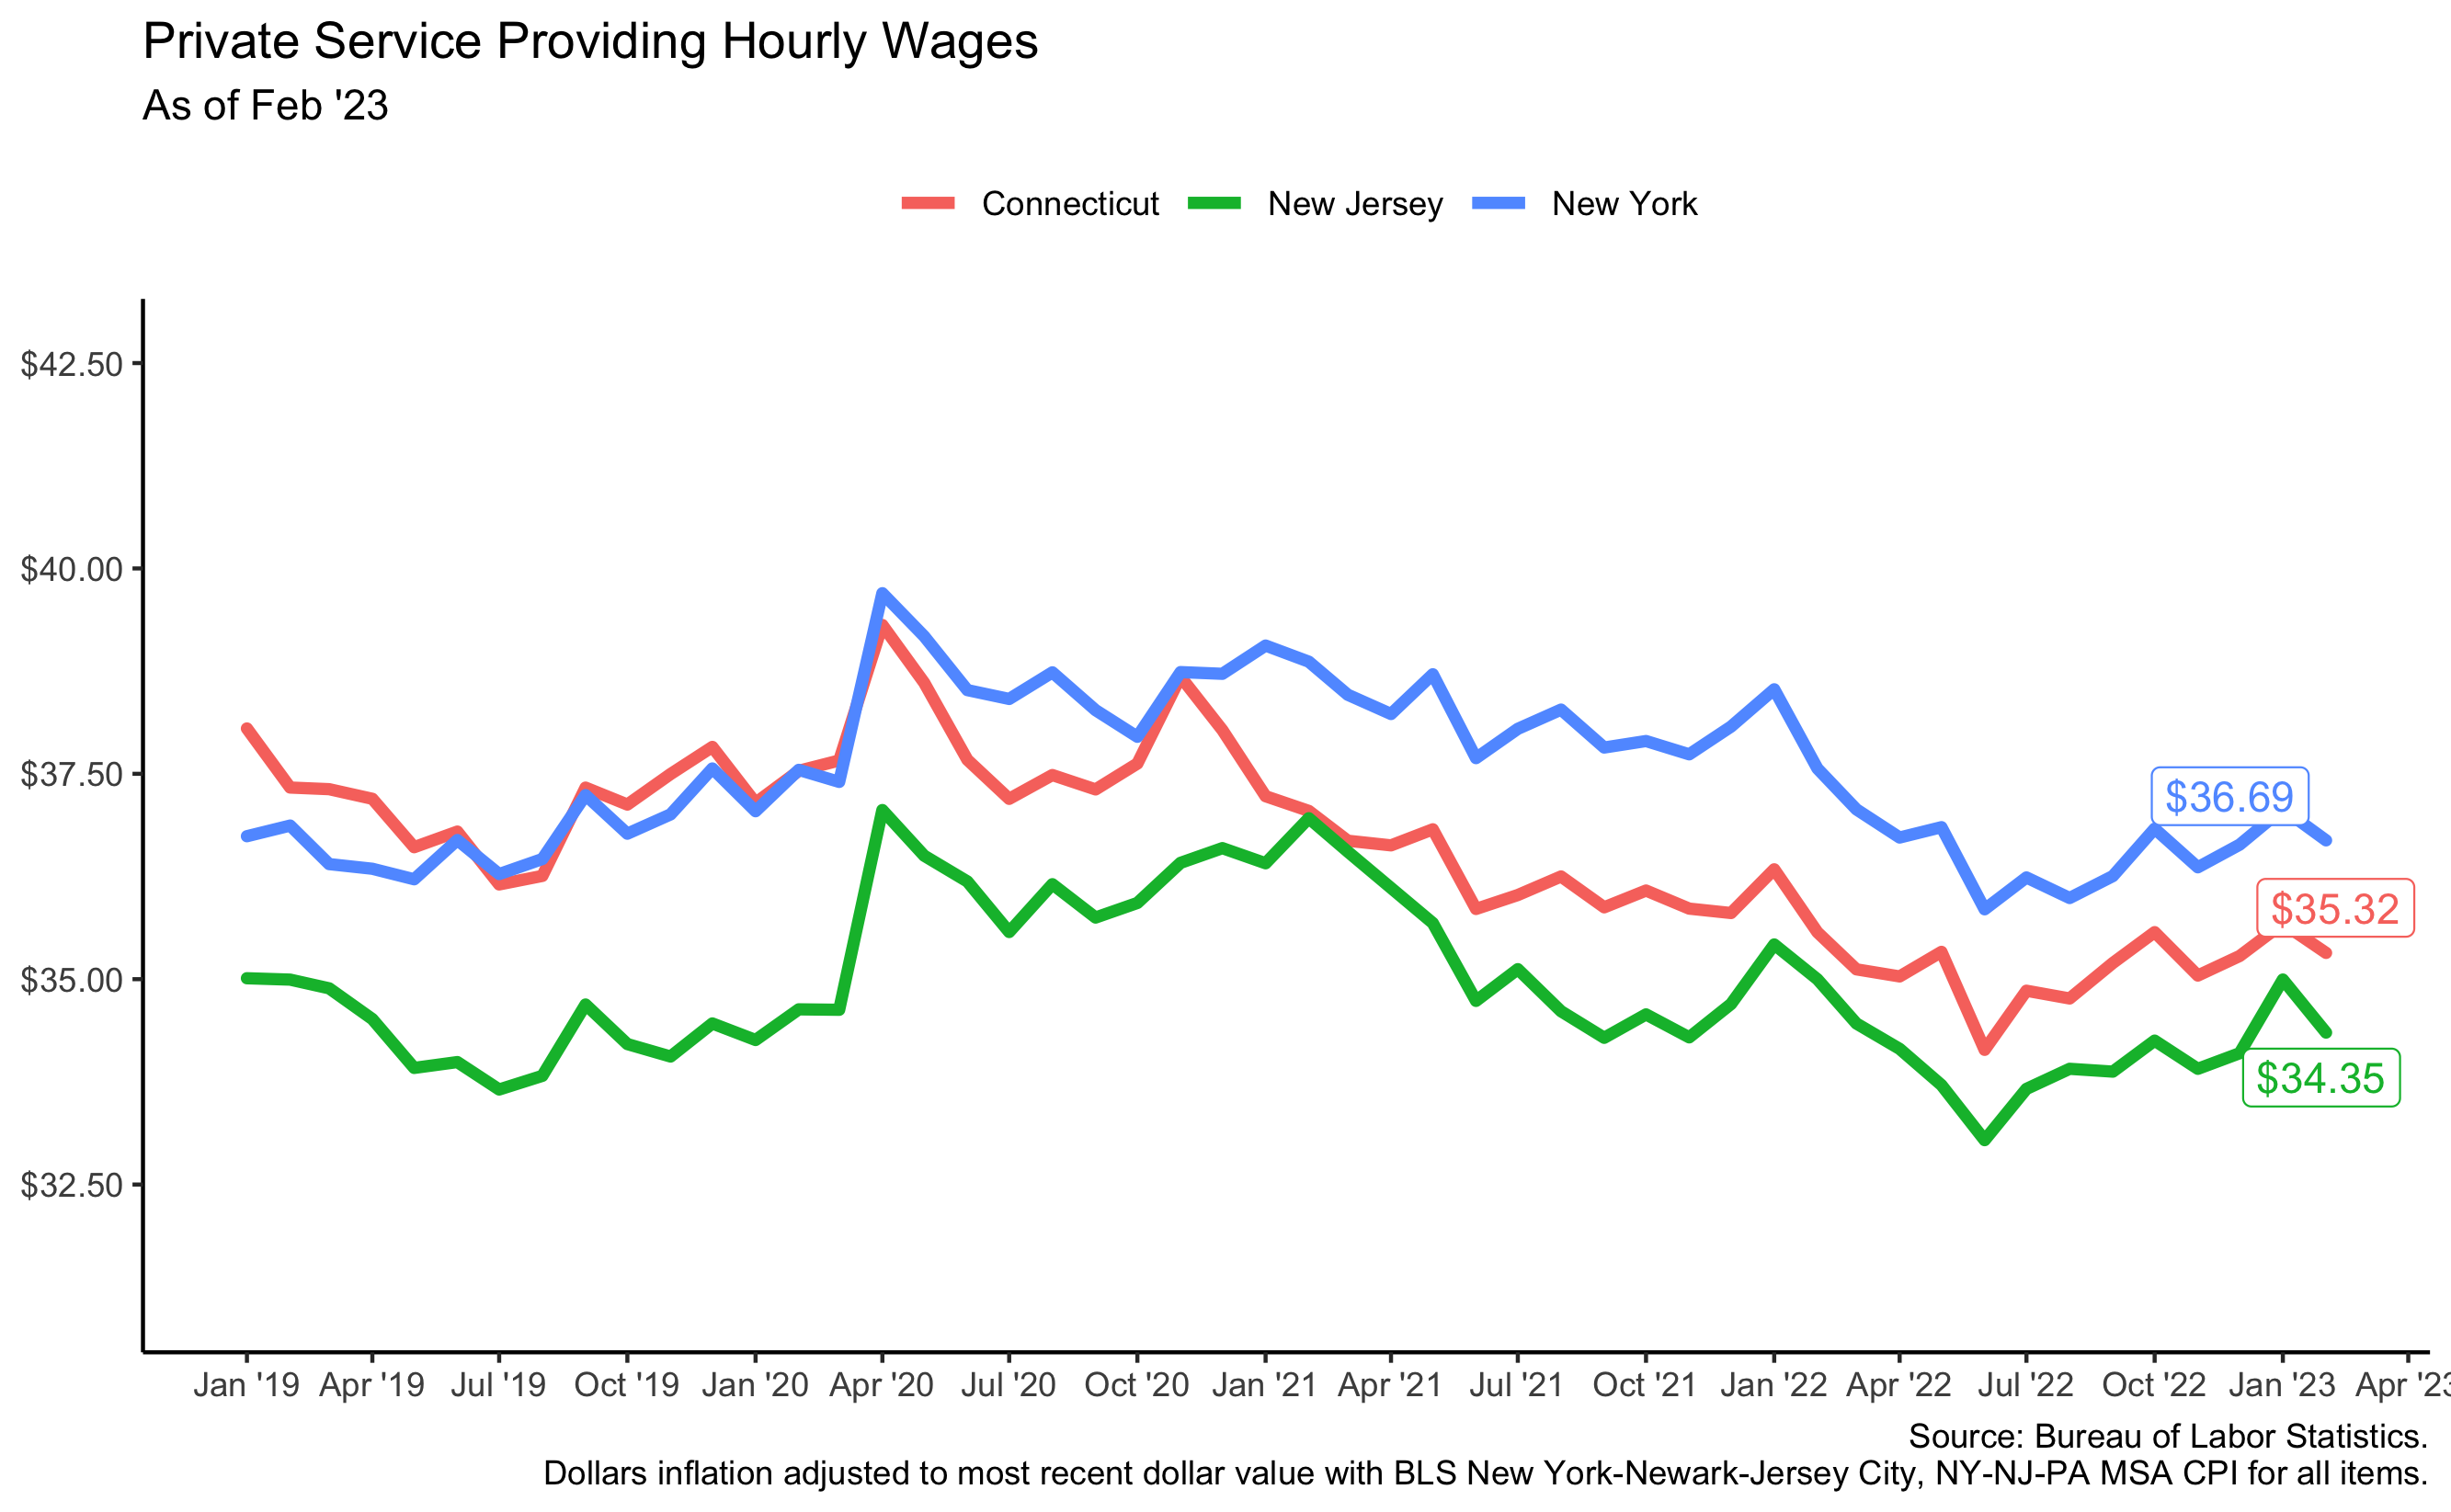 Private Service Providing Hourly Wages
As of Feb '23
Connecticut New Jersey New York
$42.50
$40.00
$37.50
$35.00
$32.50
$36.69
$35.32
$34.35
Jan '19 Apr '19 Jul '19 Oct '19 Jan '20 Apr '20 Jul '20 Oct '20 Jan '21 Apr '21 Jul '21 Oct '21 Jan '22 Apr '22 Jul '22 Oct '22 Jan '23 Apr '23
Source: Bureau of Labor Statistics.
Dollars inflation adjusted to most recent dollar value with BLS New York-Newark-Jersey City, NY-NJ-PA MSA CPI for all items.